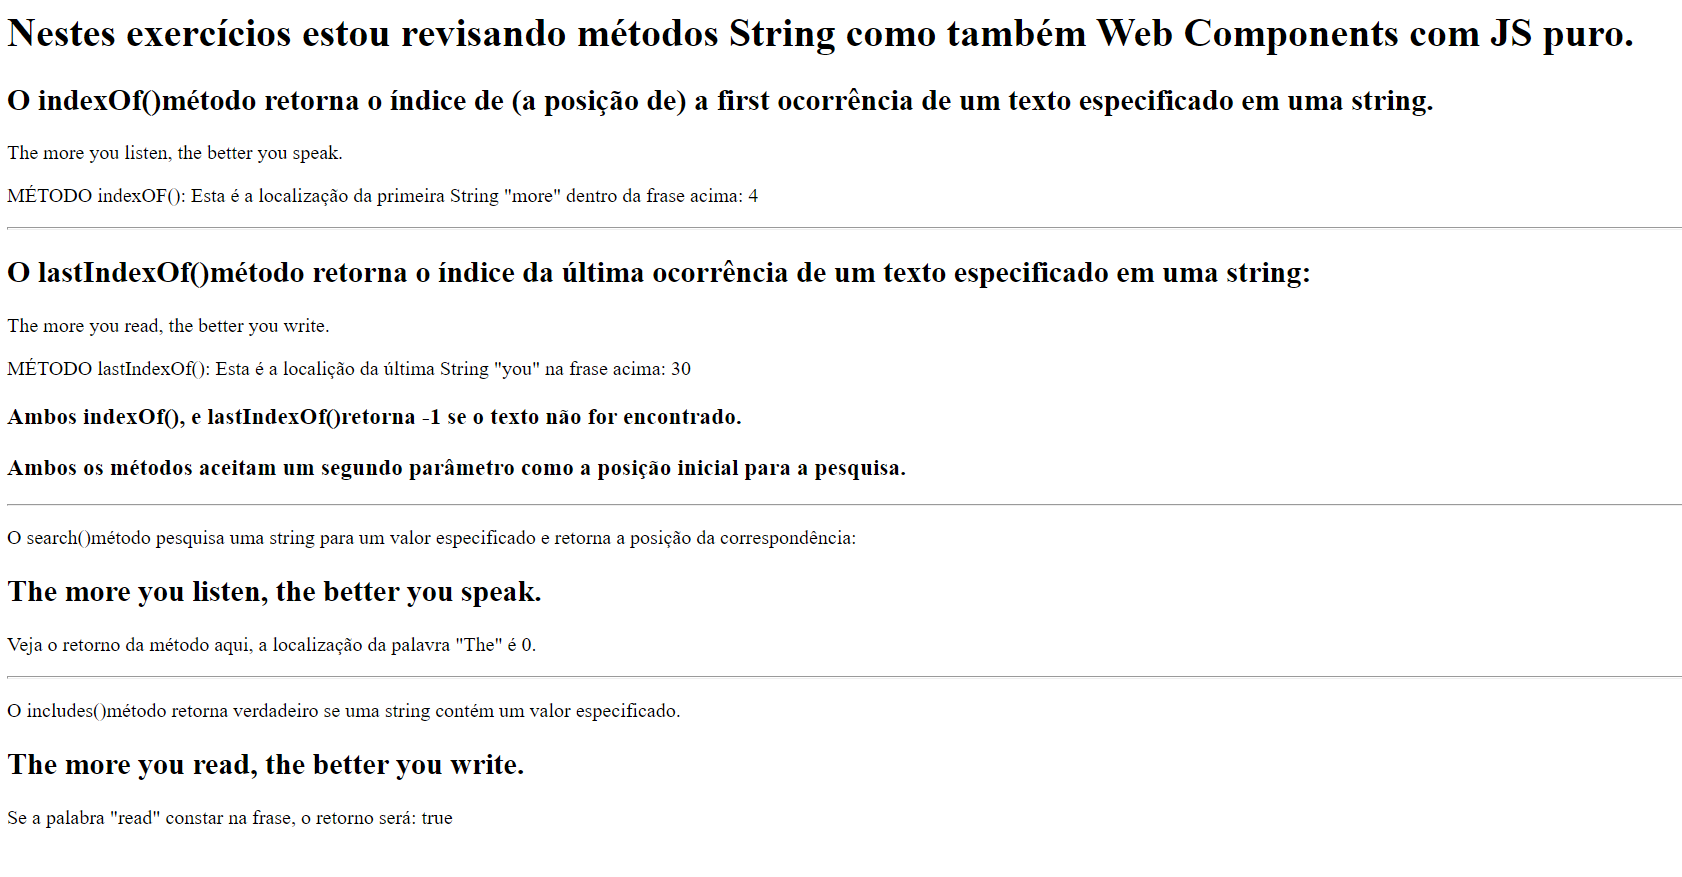 Nestes exercícios estou revisando métodos String como também Web Components com JS puro.
O indexOf()método retorna o índice de (a posição de) a first ocorrência de um texto especificado em uma string.
The more you listen, the better you speak.
MÉTODO indexOF(): Esta é a localização da primeira String "more" dentro da frase acima: 4
O lastIndexOf()método retorna o índice da última ocorrência de um texto especificado em uma string:
The more you read, the better you write.
MÉTODO lastIndexOf(): Esta é a localição da última String "you" na frase acima: 30
Ambos indexOf(), e lastIndexOf()retorna -1 se o texto não for encontrado.
Ambos os métodos aceitam um segundo parâmetro como a posição inicial para a pesquisa.
O search()método pesquisa uma string para um valor especificado e retorna a posição da correspondência:
The more you listen, the better you speak.
Veja o retorno da método aqui, a localização da palavra "The" é 0.
O includes()método retorna verdadeiro se uma string contém um valor especificado.
The more you read, the better you write.
Se a palabra "read" constar na frase, o retorno será: true